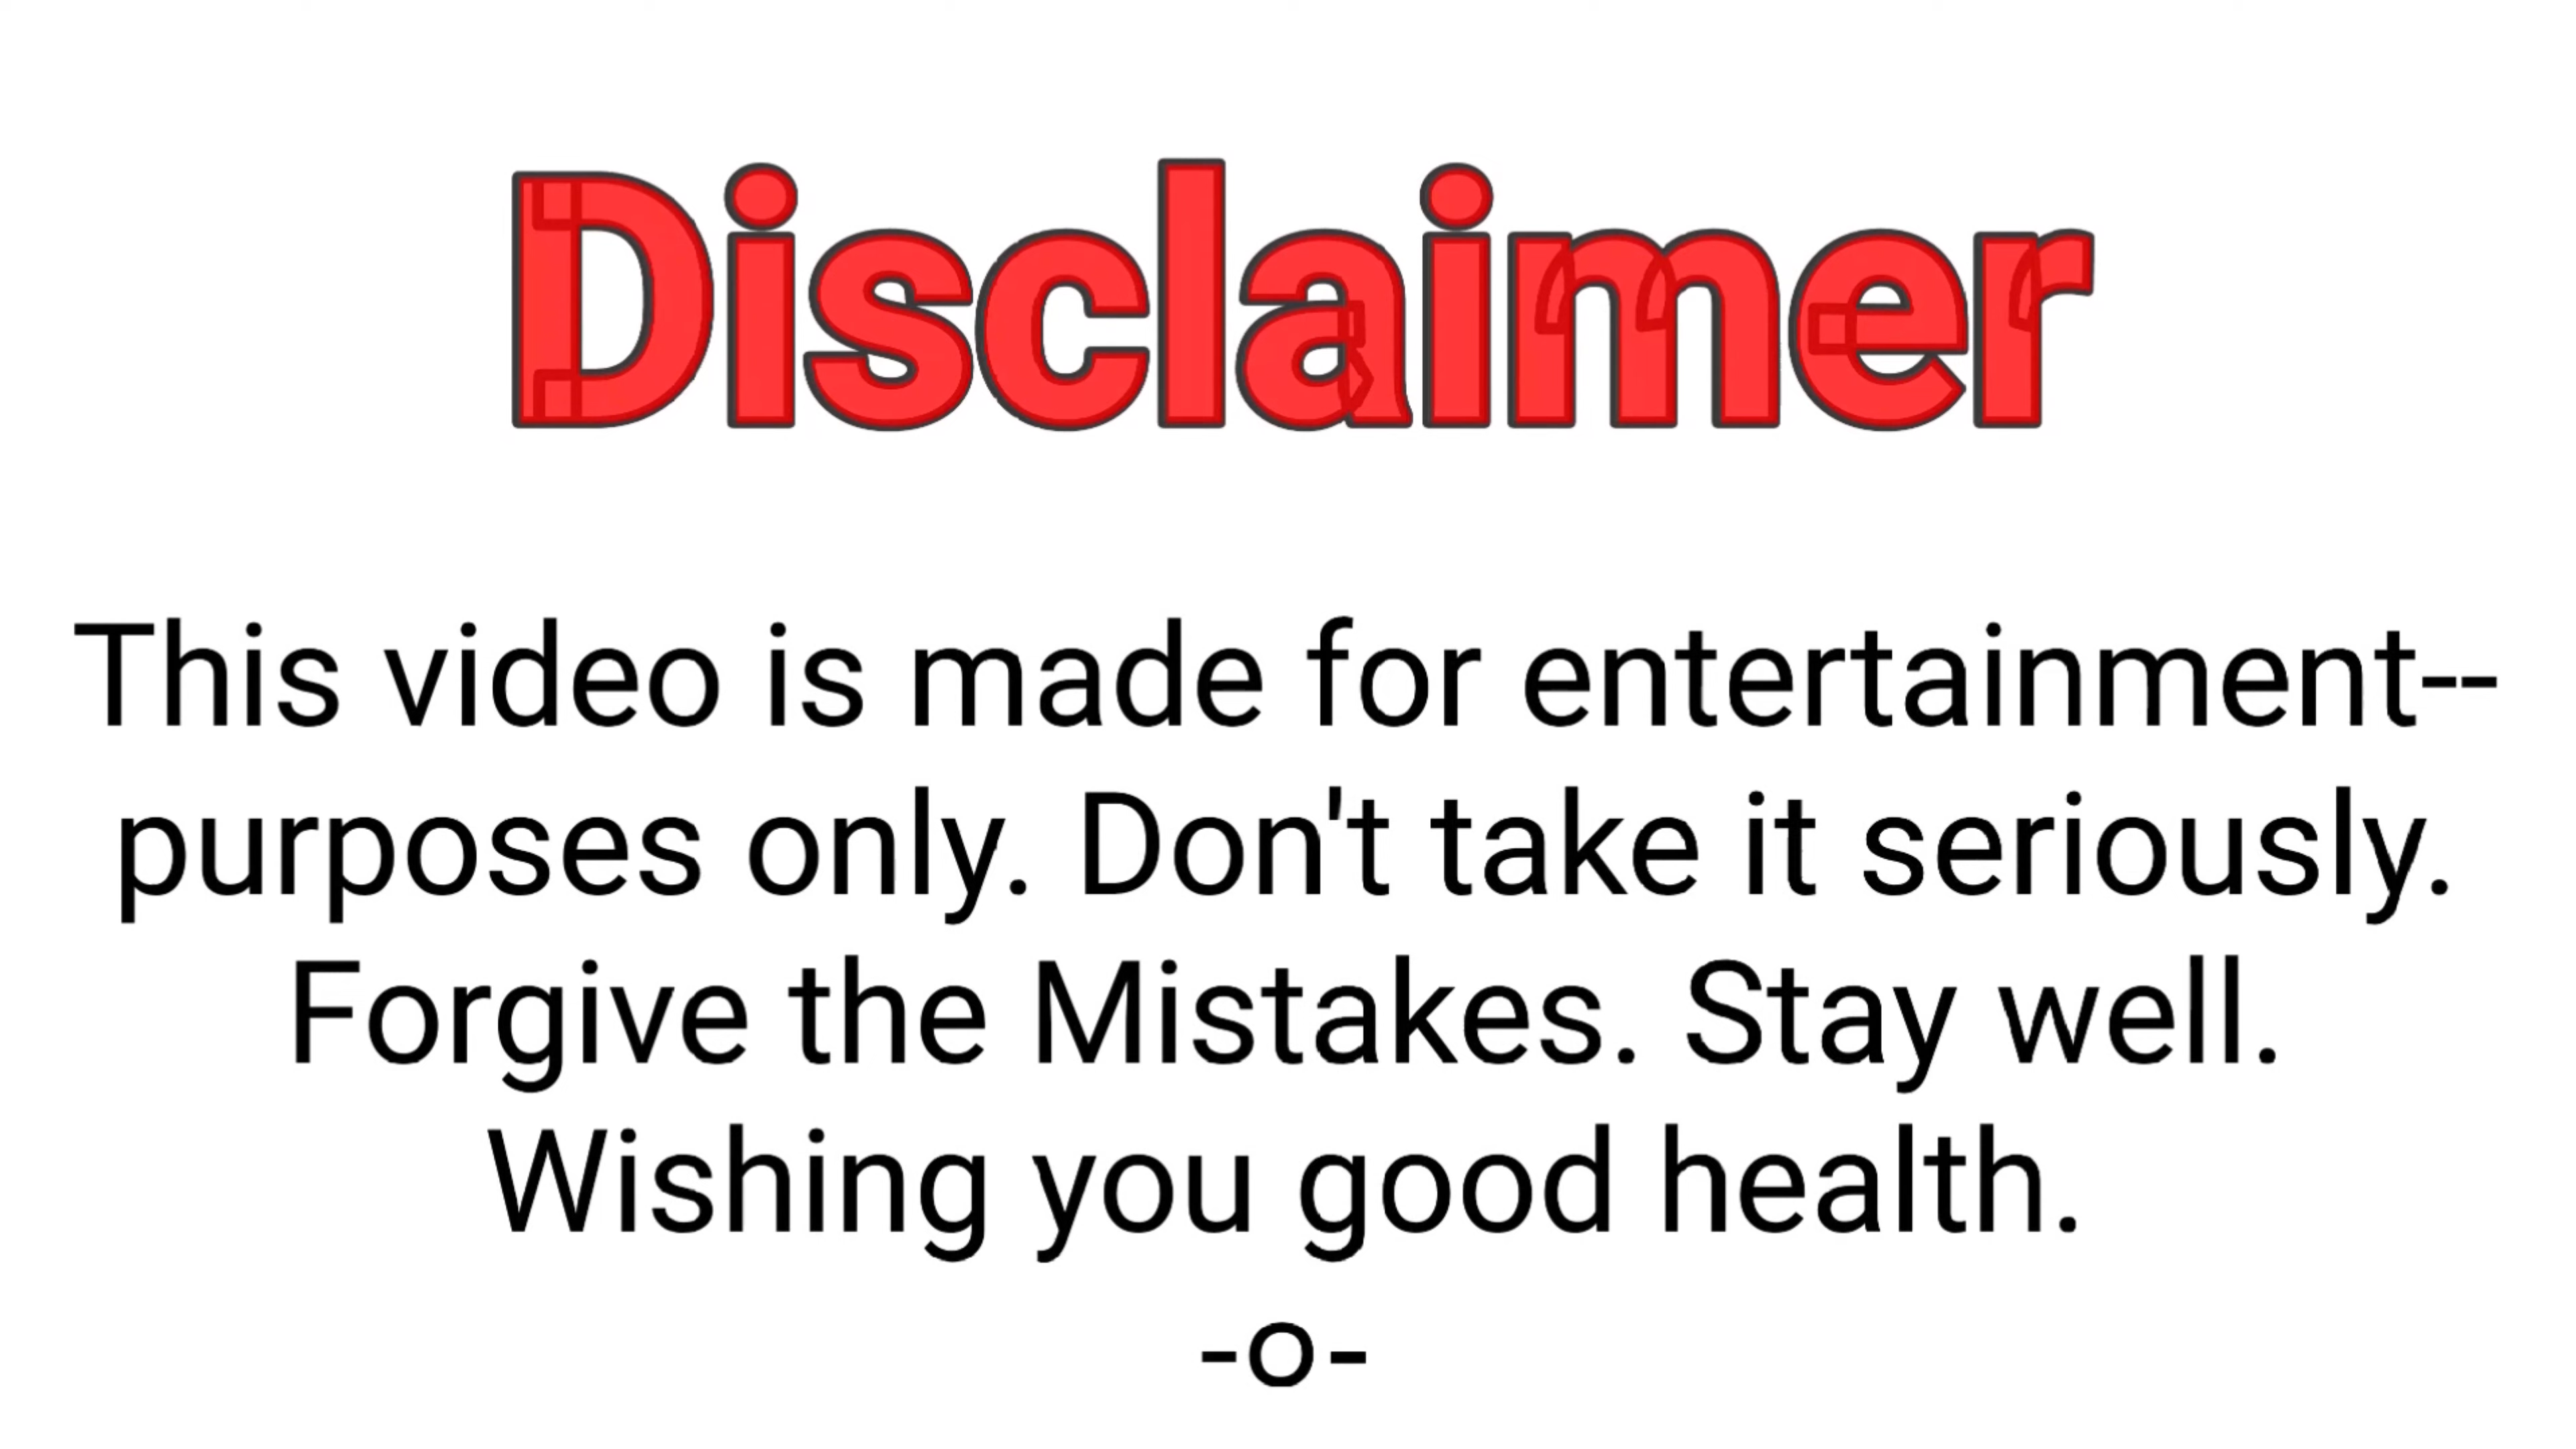 Disclaimer
This video is made for entertainment--
purposes only. Don't take it seriously.
Forgive the Mistakes. Stay well.
Wishing you good health.
-o-